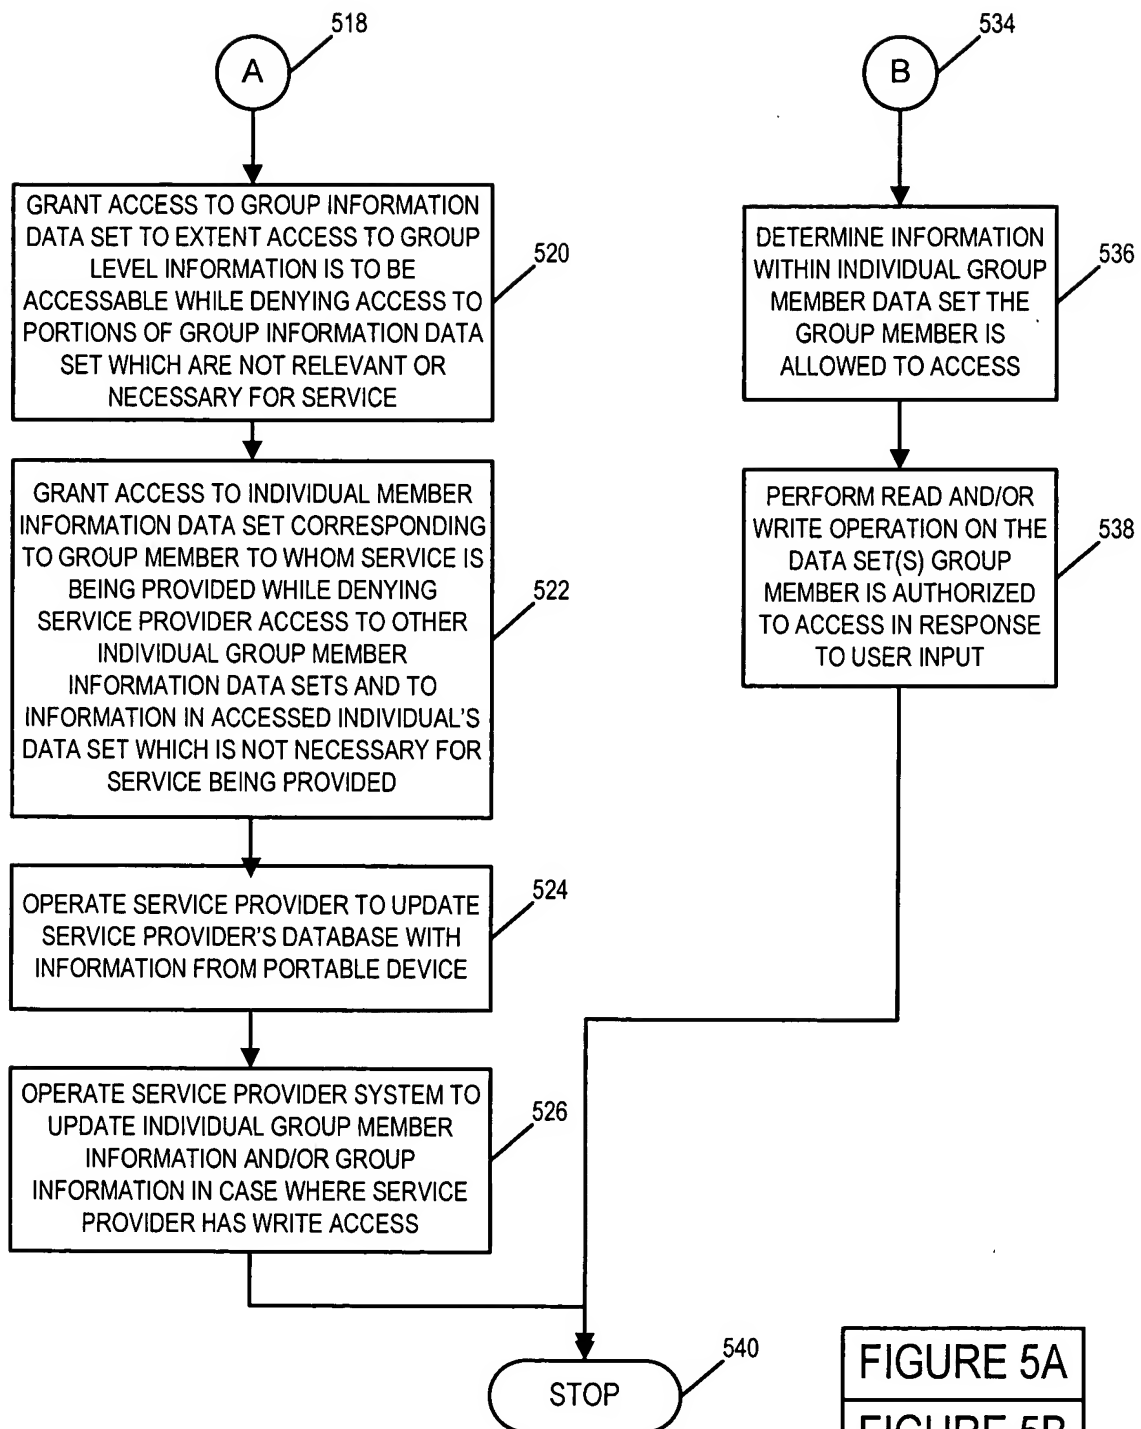 518
A
GRANT ACCESS TO GROUP INFORMATION
DATA SET TO EXTENT ACCESS TO GROUP
LEVEL INFORMATION IS TO BE
ACCESSABLE WHILE DENYING ACCESS TO
PORTIONS OF GROUP INFORMATION DATA
SET WHICH ARE NOT RELEVANT OR
NECESSARY FOR SERVICE
520
GRANT ACCESS TO INDIVIDUAL MEMBER
INFORMATION DATA SET CORRESPONDING
TO GROUP MEMBER TO WHOM SERVICE IS
BEING PROVIDED WHILE DENYING
SERVICE PROVIDER ACCESS TO OTHER
INDIVIDUAL GROUP MEMBER
INFORMATION DATA SETS AND TO
INFORMATION IN ACCESSED INDIVIDUAL'S
DATA SET WHICH IS NOT NECESSARY FOR
SERVICE BEING PROVIDED
522
OPERATE SERVICE PROVIDER TO UPDATE
SERVICE PROVIDER'S DATABASE WITH
INFORMATION FROM PORTABLE DEVICE
524
OPERATE SERVICE PROVIDER SYSTEM TO
UPDATE INDIVIDUAL GROUP MEMBER
INFORMATION AND/OR GROUP
INFORMATION IN CASE WHERE SERVICE
PROVIDER HAS WRITE ACCESS
526
534
B
DETERMINE INFORMATION
WITHIN INDIVIDUAL GROUP
MEMBER DATA SET THE
GROUP MEMBER IS
ALLOWED TO ACCESS
536
PERFORM READ AND/OR
WRITE OPERATION ON THE
DATA SET(S) GROUP
MEMBER IS AUTHORIZED
TO ACCESS IN RESPONSE
TO USER INPUT
538
STOP
540
FIGURE 5A
FIGURE 5B